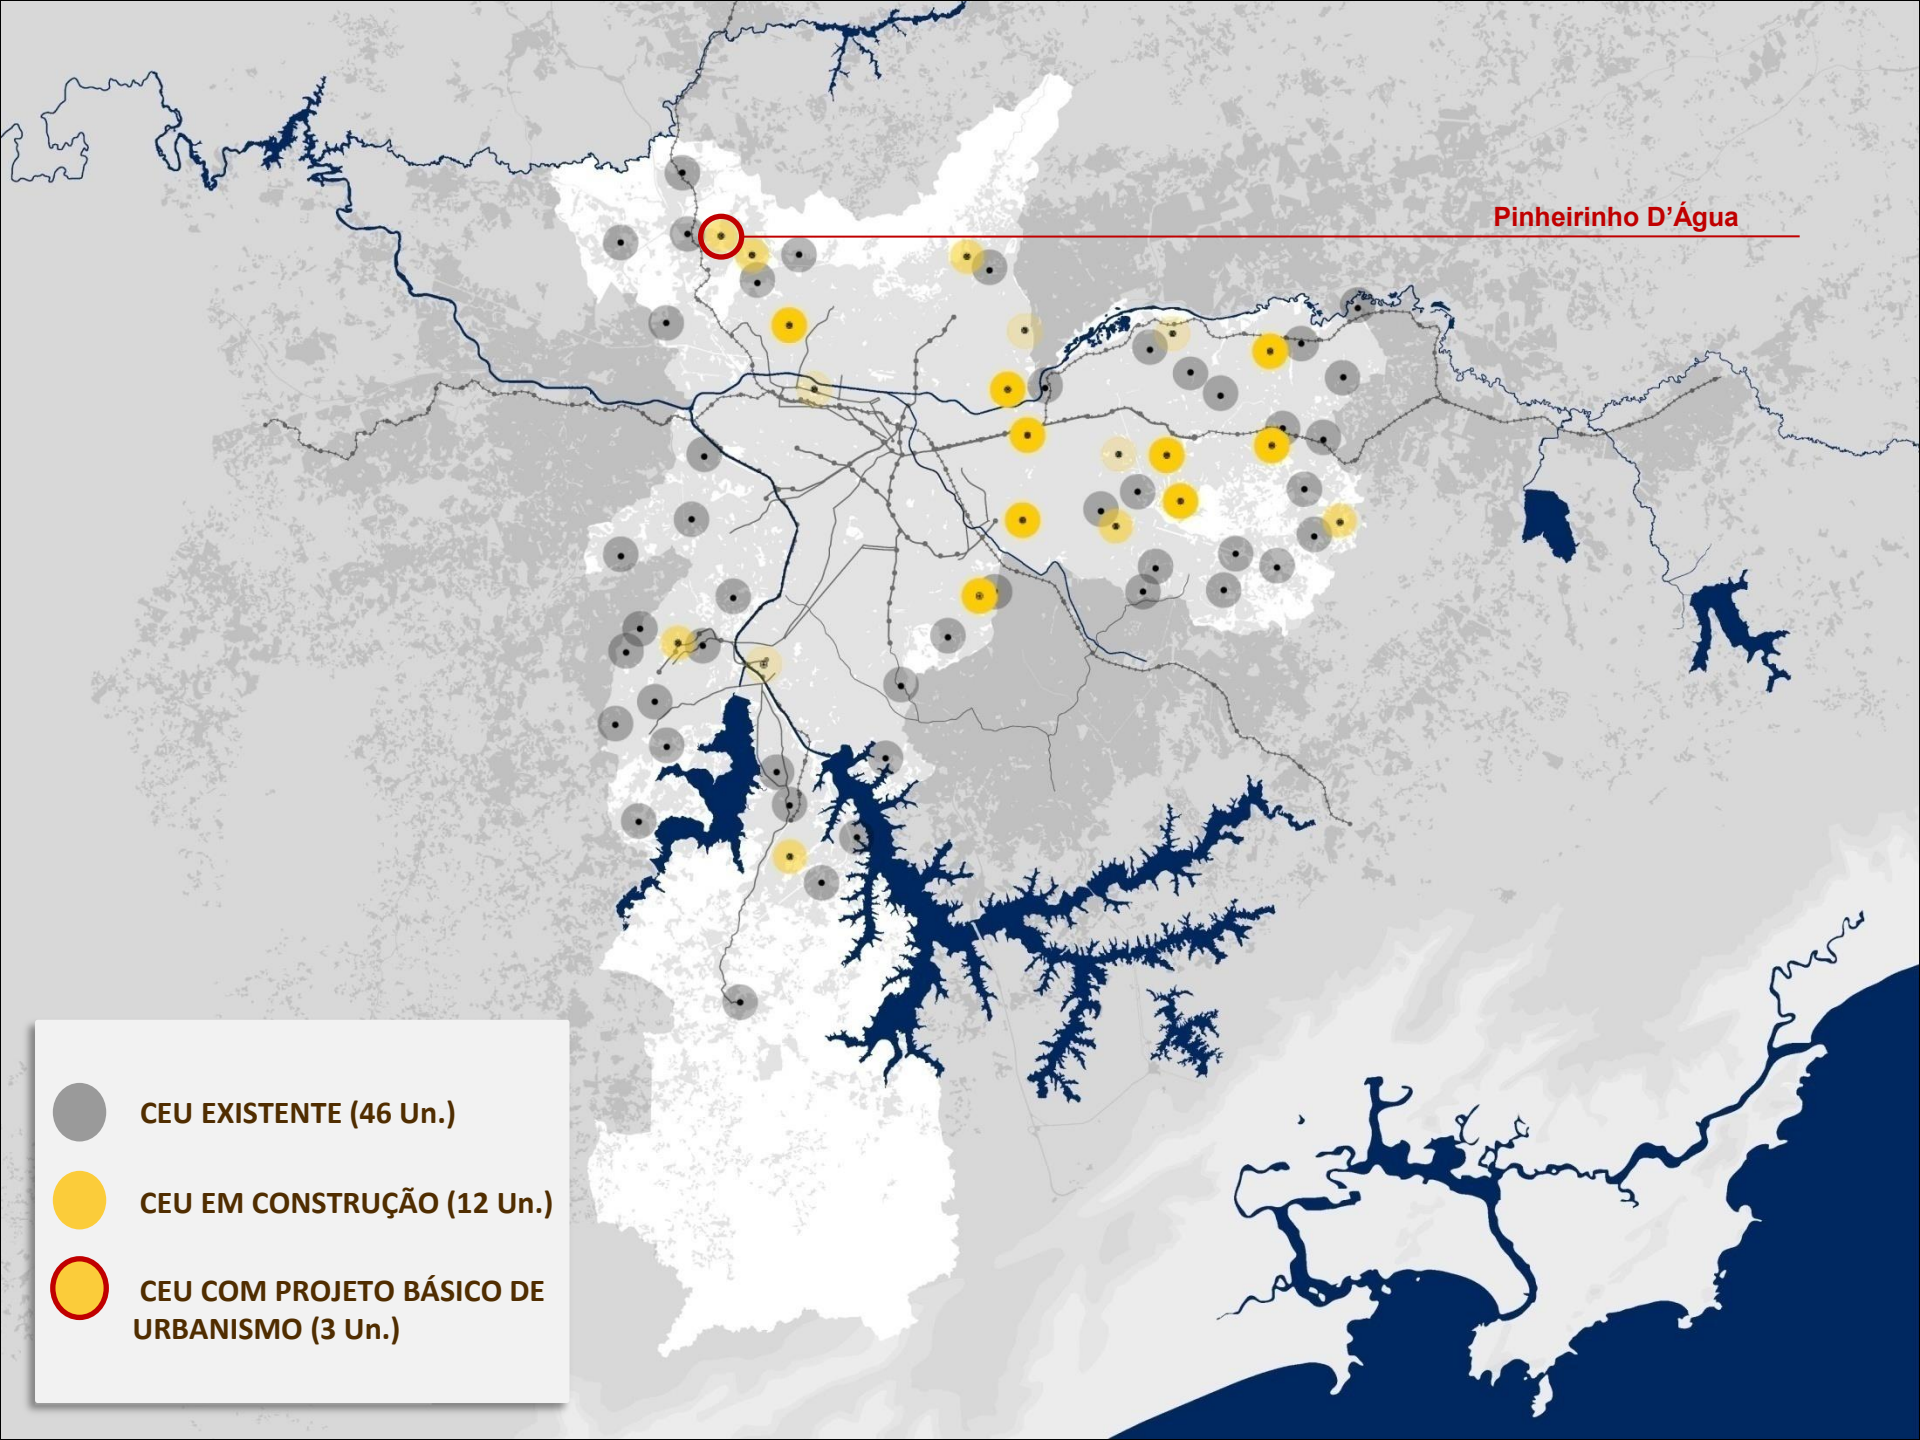 Pinheirinho D’Água
CEU EXISTENTE (46 Un.)
CEU EM CONSTRUÇÃO (12 Un.)
CEU COM PROJETO BÁSICO DE
URBANISMO (3 Un.)